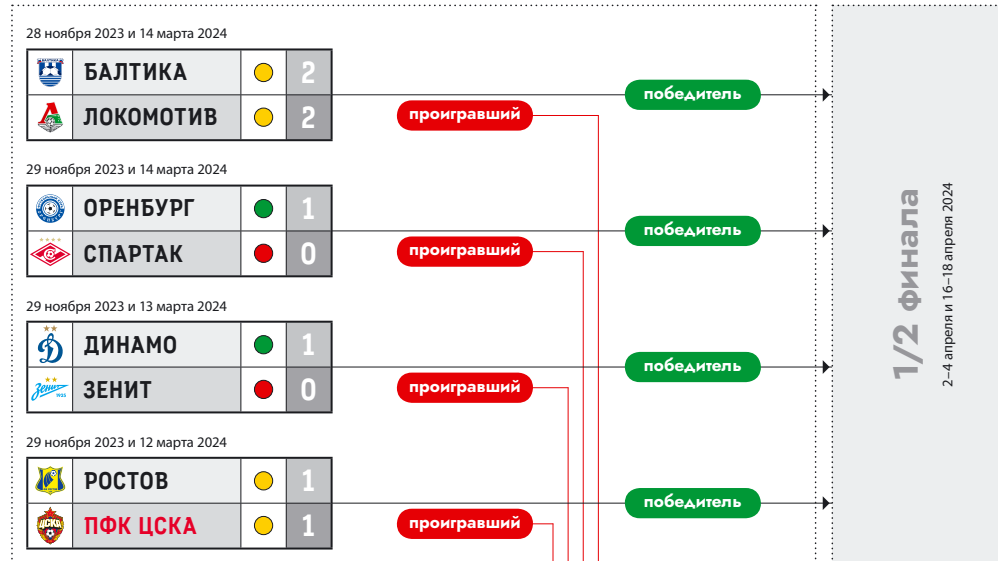 28 ноября 2023 и 14 марта 2024
БАЛТИКА 2
ЛОКОМОТИВ 2
проигравший
победитель
29 ноября 2023 и 14 марта 2024
ОРЕНБУРГ 1
СПАРТАК 0
проигравший
победитель
29 ноября 2023 и 13 марта 2024
ДИНАМО 1
ЗЕНИТ 0
проигравший
победитель
29 ноября 2023 и 12 марта 2024
РОСТОВ 1
ПФК ЦСКА 1
проигравший
победитель
1/2 финала
2–4 апреля и 16–18 апреля 2024